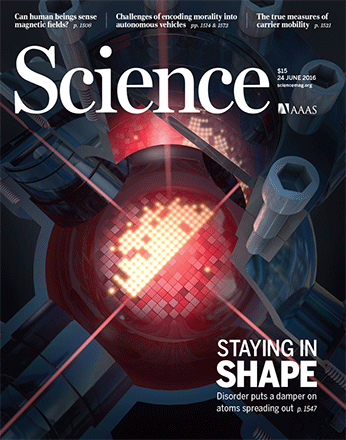 Can human beings sense magnetic fields? p. 1508
Challenges of encoding morality into autonomous vehicles pp. 1514 & 1573
The true measures of carrier mobility p. 1521
Science
$15
24 JUNE 2016
sciencemag.org
AAAS
STAYING IN
SHAPE
Disorder puts a damper on
atoms spreading out p. 1547